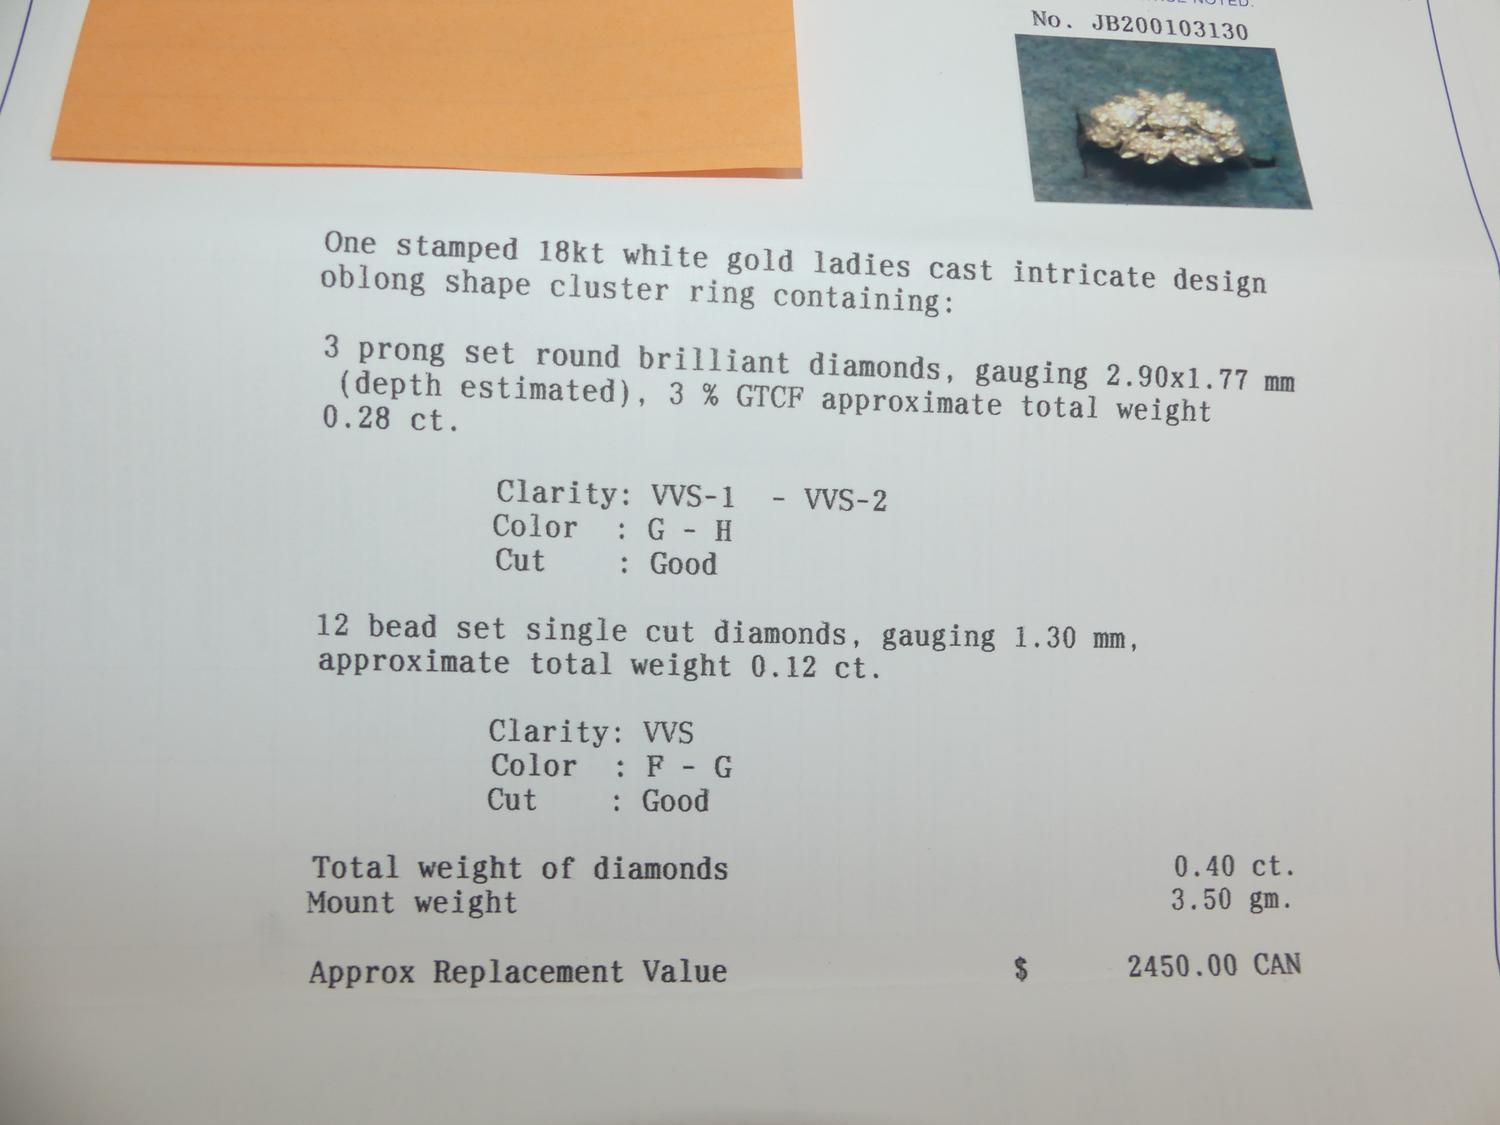 NOTED.
No. JB200103130
One stamped 18kt white gold ladies cast intricate design
oblong shape cluster ring containing:
3 prong set round brilliant diamonds, gauging 2.90x1.77 mm
(depth estimated), 3 % GTCF approximate total weight
0.28 ct.
Clarity: VVS-1 - VVS-2
Color : G - H
Cut : Good
12 bead set single cut diamonds, gauging 1.30 mm,
approximate total weight 0.12 ct.
Clarity: VVS
Color : F - G
Cut : Good
Total weight of diamonds 0.40 ct.
Mount weight 3.50 gm.
Approx Replacement Value $ 2450.00 CAN